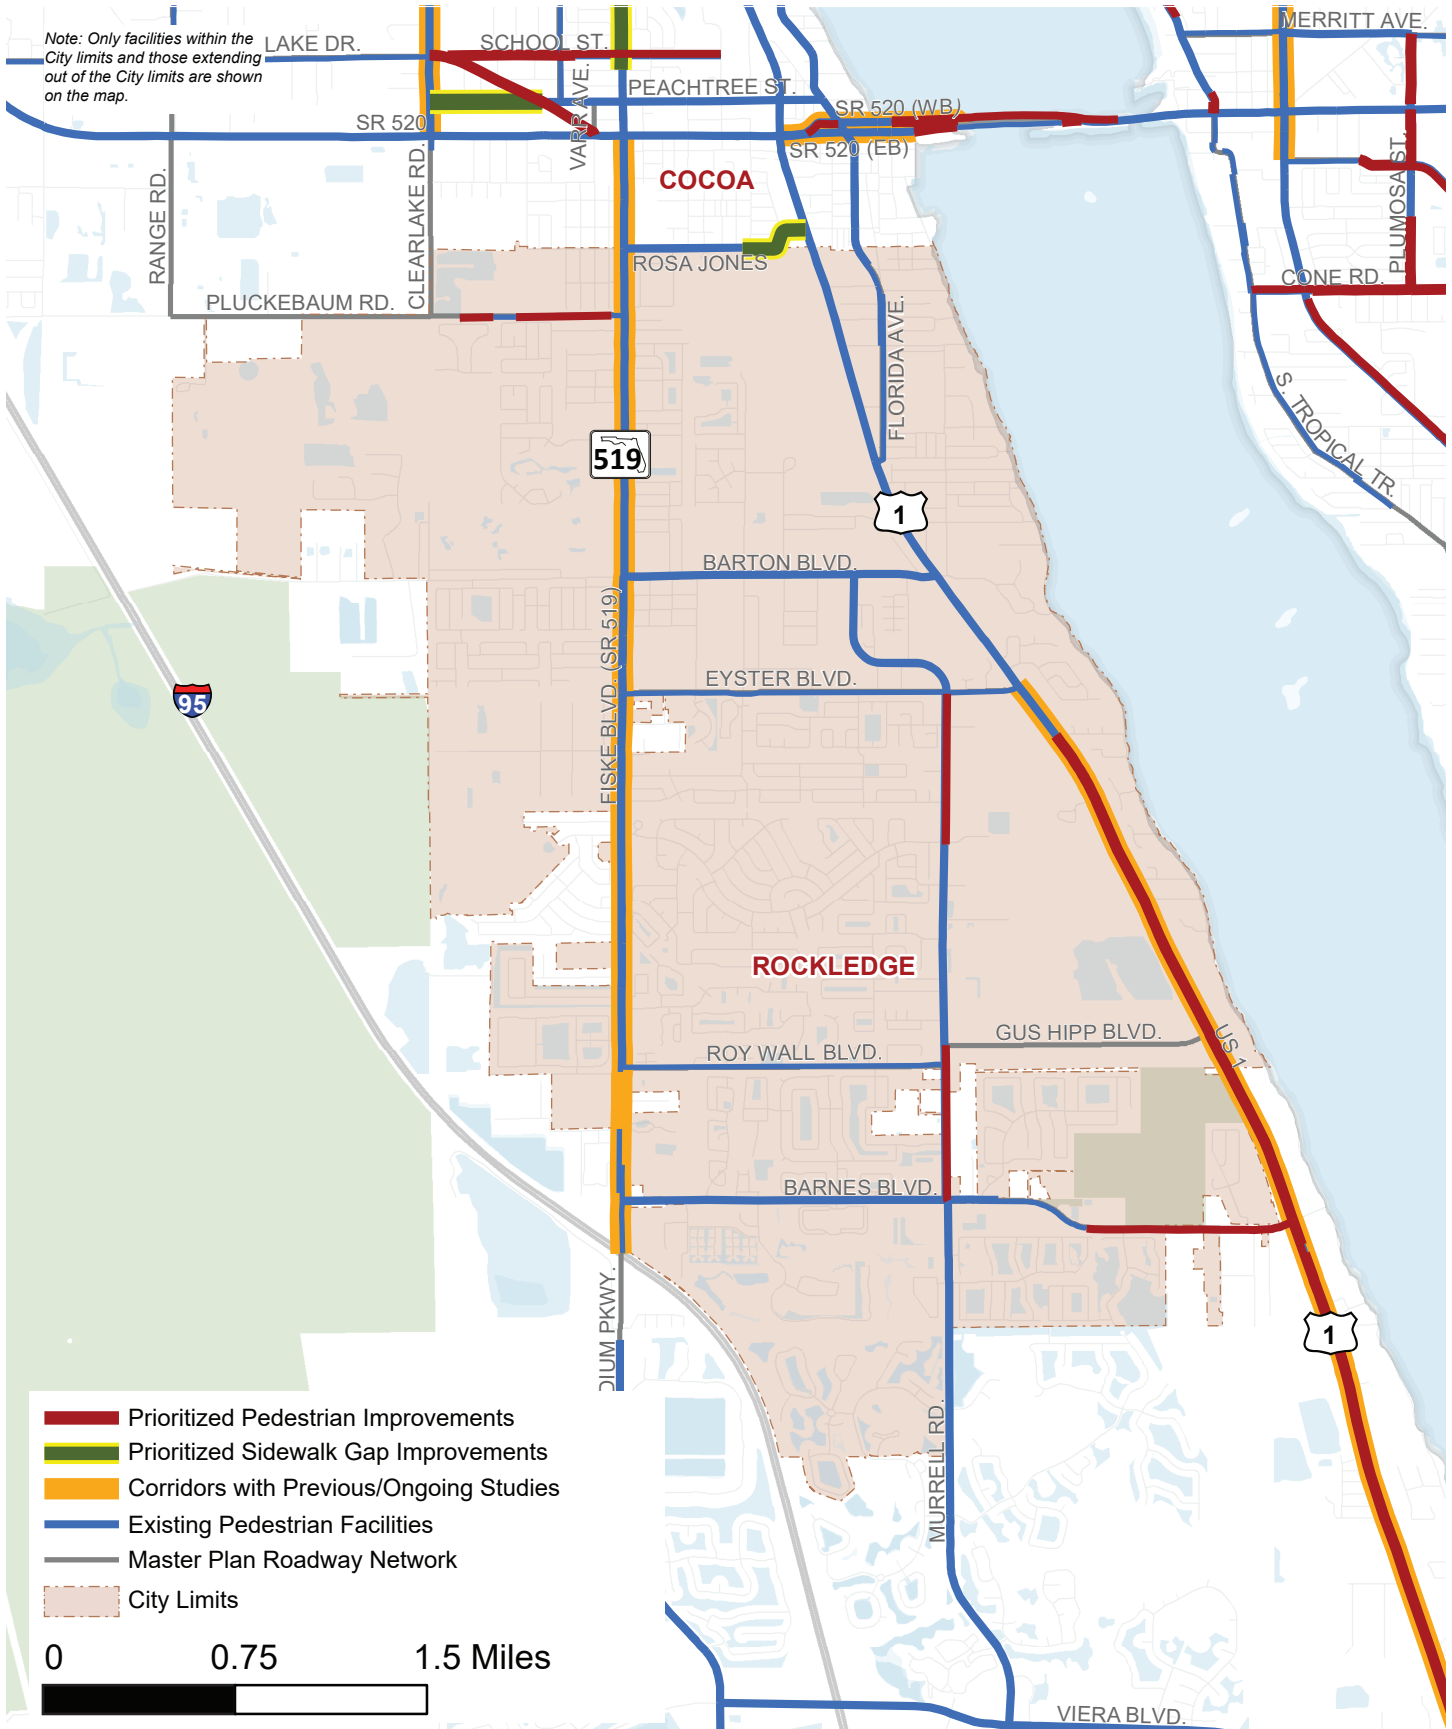 Note: Only facilities within the
City limits and those extending
out of the City limits are shown
on the map.
LAKE DR.
SCHOOL ST.
MERRITT AVE.
PEACHTREE ST.
VARR AVE.
SR 520
SR 520 (WB)
SR 520 (EB)
COCOA
RANGE RD.
CLEARLAKE RD.
PLUMOSA ST.
ROSA JONES
CONE RD.
PLUCKEBAUM RD.
FLORIDA AVE.
S. TROPICAL TR.
519
1
BARTON BLVD.
FISKE BLVD. (SR 519)
EYSTER BLVD.
95
ROCKLEDGE
GUS HIPP BLVD.
US 1
ROY WALL BLVD.
BARNES BLVD.
DIUM PKWY.
1
MURRELL RD.
Prioritized Pedestrian Improvements
Prioritized Sidewalk Gap Improvements
Corridors with Previous/Ongoing Studies
Existing Pedestrian Facilities
Master Plan Roadway Network
City Limits
0 0.75 1.5 Miles
VIERA BLVD.